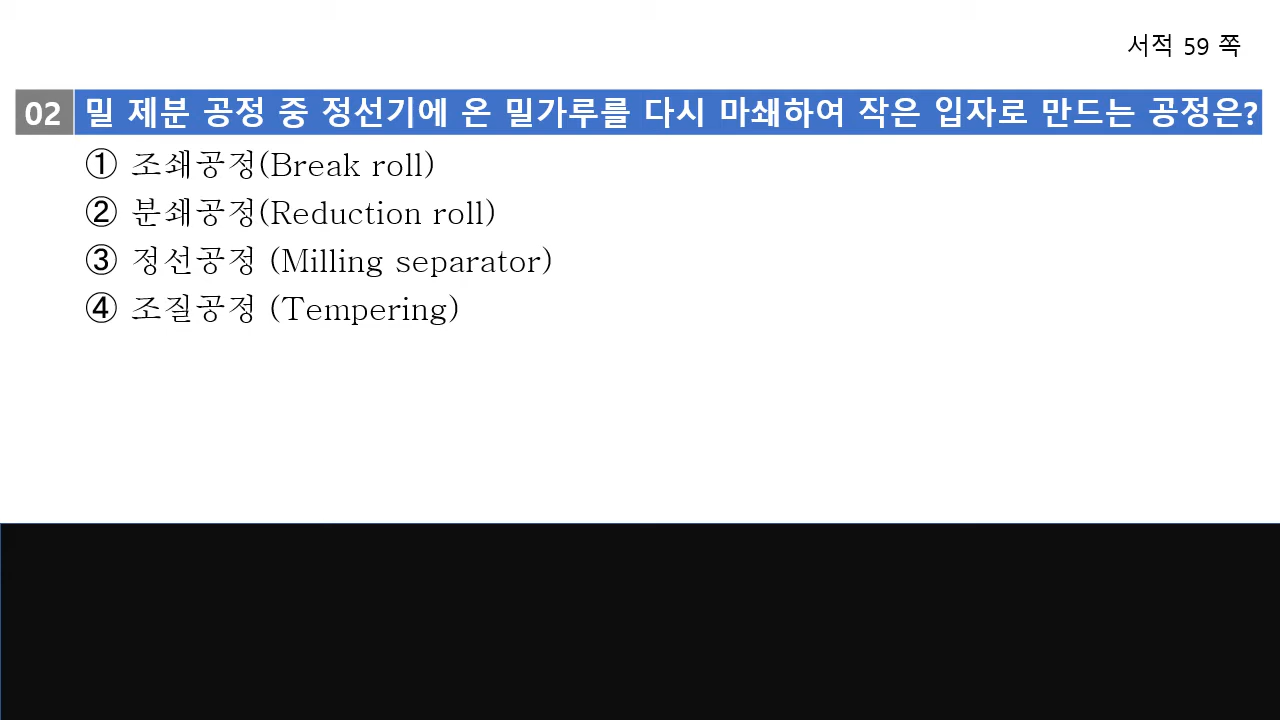 서적 59 쪽
02 밀 제분 공정 중 정선기에 온 밀가루를 다시 마쇄하여 작은 입자로 만드는 공정은?
① 조쇄공정(Break roll)
② 분쇄공정(Reduction roll)
③ 정선공정 (Milling separator)
④ 조질공정 (Tempering)